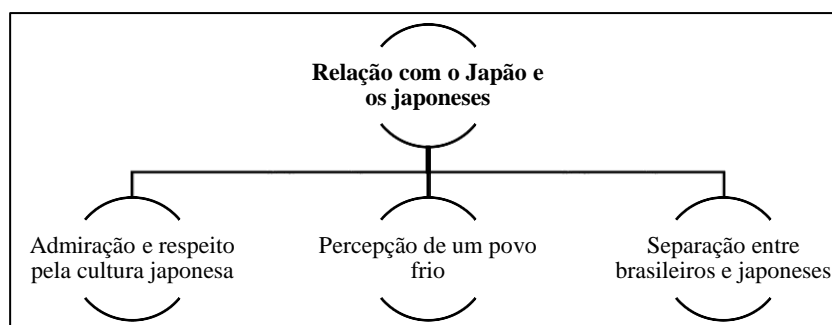 Relação com o Japão e
os japoneses
Admiração e respeito
pela cultura japonesa
Percepção de um povo
frio
Separação entre
brasileiros e japoneses